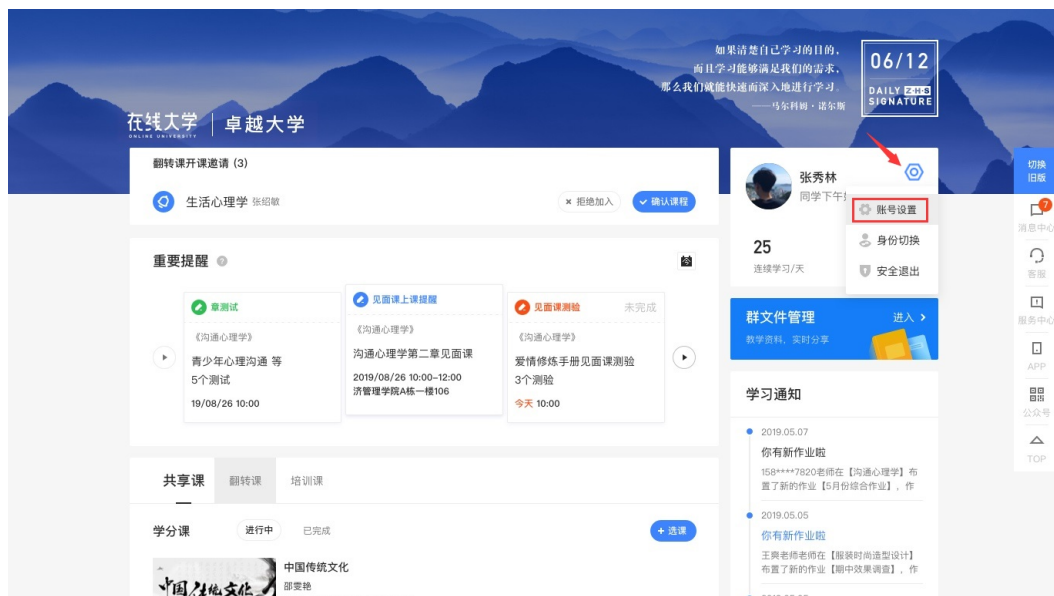 如果清楚自己学习的目的,
而且学习能够满足我们的需求,
那么我们就能快速而深入地进行学习。
——马尔科姆·诺尔斯
06/12
DAILY Z·H·S
SIGNATURE
在线大学
ONLINE UNIVERSITY
卓越大学
翻转课开课邀请 (3)
生活心理学 张绍敏
× 拒绝加入
确认课程
张秀林
同学下午
账号设置
身份切换
安全退出
25
连续学习/天
切换
旧版
7
消息中心
客服
服务中心
APP
公众号
TOP
重要提醒 ?
章测试
《沟通心理学》
青少年心理沟通 等
5个测试
19/08/26 10:00
见面课上课提醒
《沟通心理学》
沟通心理学第二章见面课
2019/08/26 10:00-12:00
济管理学院A栋一楼106
见面课测验 未完成
《沟通心理学》
爱情修炼手册见面课测验
3个测验
今天 10:00
群文件管理 进入
教学资料,实时分享
学习通知
2019.05.07
你有新作业啦
158****7820老师在【沟通心理学】布
置了新的作业【5月份综合作业】, 作
2019.05.05
你有新作业啦
王爽老师老师在【服装时尚造型设计】
布置了新的作业【期中效果调查】, 作
共享课 翻转课 培训课
学分课 进行中 已完成 + 选课
中国传统文化
中国传统文化
邵雯艳